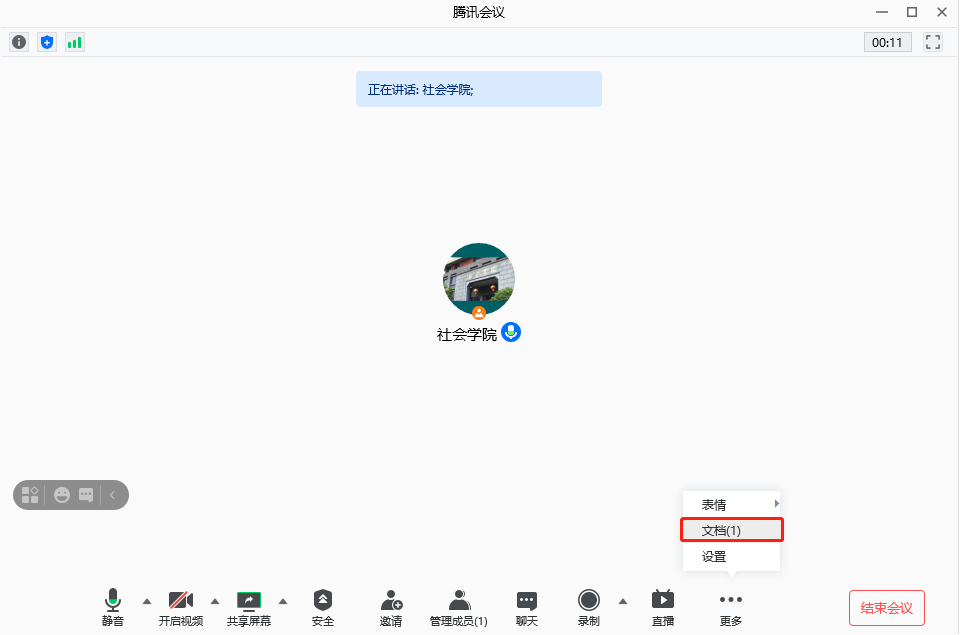 腾讯会议
00:11
正在讲话: 社会学院;
社会学院
表情
文档(1)
设置
静音
开启视频
共享屏幕
安全
邀请
管理成员(1)
聊天
录制
直播
更多
结束会议